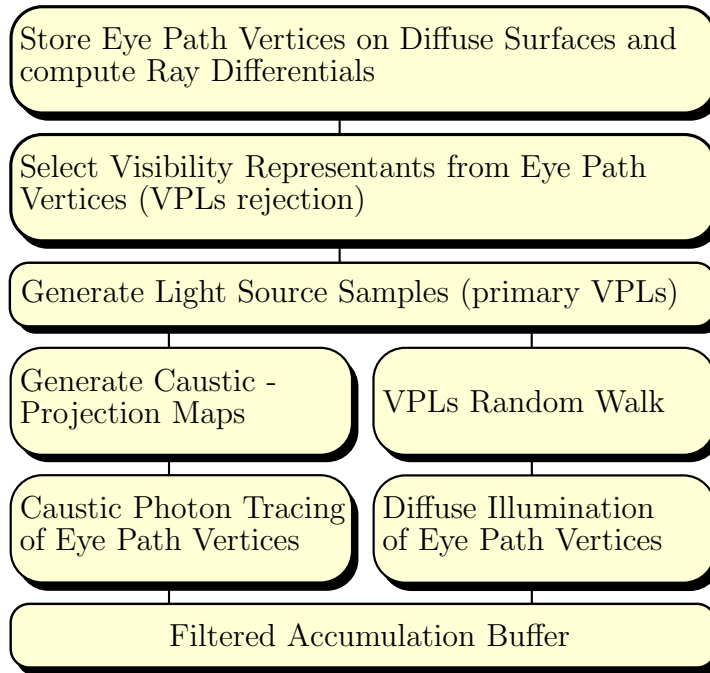 Store Eye Path Vertices on Diffuse Surfaces and
compute Ray Differentials
Select Visibility Representants from Eye Path
Vertices (VPLs rejection)
Generate Light Source Samples (primary VPLs)
Generate Caustic -
Projection Maps
VPLs Random Walk
Caustic Photon Tracing
of Eye Path Vertices
Diffuse Illumination
of Eye Path Vertices
Filtered Accumulation Buffer